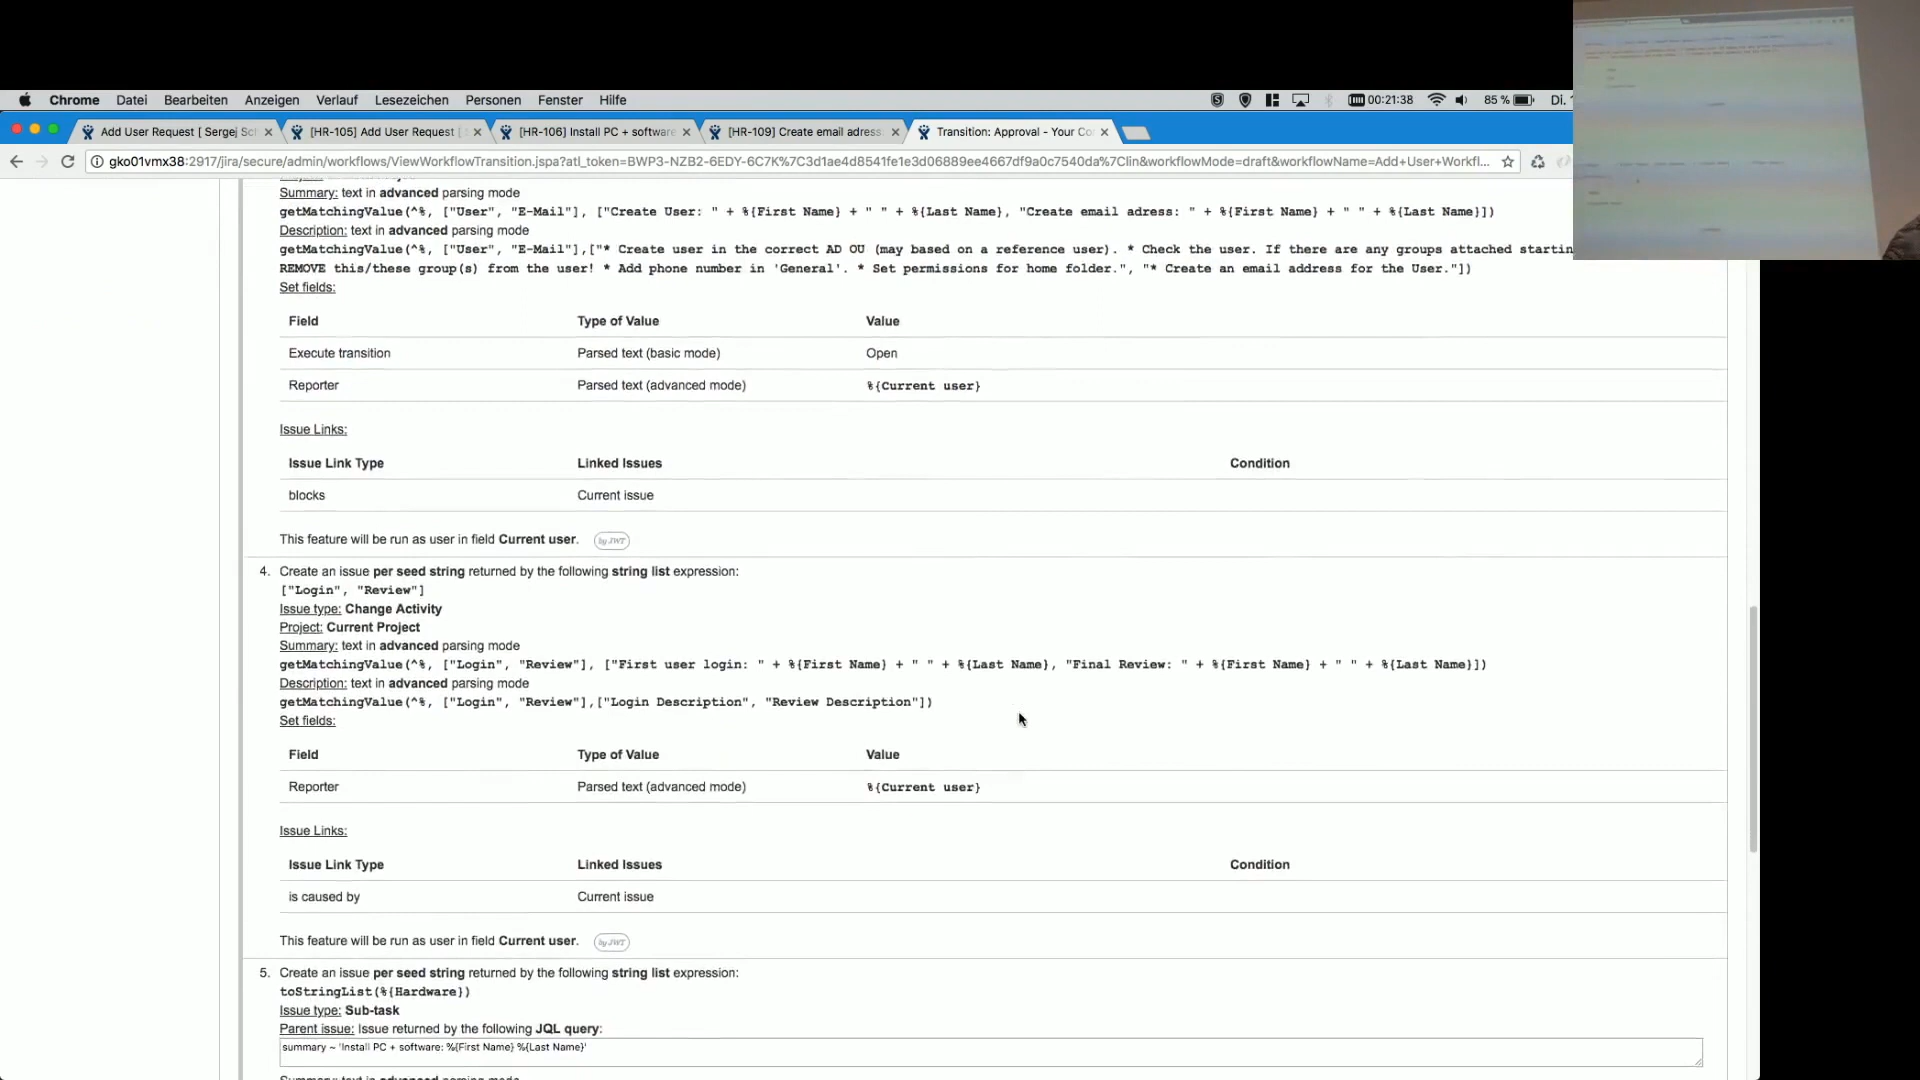 Chrome Datei Bearbeiten Anzeigen Verlauf Lesezeichen Personen Fenster Hilfe 00:21:38 85 % Di.
Add User Request [ Sergej Sc [HR-105] Add User Request [ [HR-106] Install PC + software [HR-109] Create email adress Transition: Approval - Your Co
gko01vmx38:2917/jira/secure/admin/workflows/ViewWorkflowTransition.jspa?atl_token=BWP3-NZB2-6EDY-6C7K%7C3d1ae4d8541fe1e3d06889ee4667df9a0c7540da%7Clin&workflowMode=draft&workflowName=Add+User+Workfl...
Summary: text in advanced parsing mode
getMatchingValue(^%, ["User", "E-Mail"], ["Create User: " + %{First Name} + " " + %{Last Name}, "Create email adress: " + %{First Name} + " " + %{Last Name}])
Description: text in advanced parsing mode
getMatchingValue(^%, ["User", "E-Mail"],["* Create user in the correct AD OU (may based on a reference user). * Check the user. If there are any groups attached startin
REMOVE this/these group(s) from the user! * Add phone number in 'General'. * Set permissions for home folder.", "* Create an email address for the User."])
Set fields:
Field Type of Value Value
Execute transition Parsed text (basic mode) Open
Reporter Parsed text (advanced mode) %{Current user}
Issue Links:
Issue Link Type Linked Issues Condition
blocks Current issue
This feature will be run as user in field Current user. by JWT
4. Create an issue per seed string returned by the following string list expression:
["Login", "Review"]
Issue type: Change Activity
Project: Current Project
Summary: text in advanced parsing mode
getMatchingValue(^%, ["Login", "Review"], ["First user login: " + %{First Name} + " " + %{Last Name}, "Final Review: " + %{First Name} + " " + %{Last Name}])
Description: text in advanced parsing mode
getMatchingValue(^%, ["Login", "Review"],["Login Description", "Review Description"])
Set fields:
Field Type of Value Value
Reporter Parsed text (advanced mode) %{Current user}
Issue Links:
Issue Link Type Linked Issues Condition
is caused by Current issue
This feature will be run as user in field Current user. by JWT
5. Create an issue per seed string returned by the following string list expression:
toStringList(%{Hardware})
Issue type: Sub-task
Parent issue: Issue returned by the following JQL query:
summary ~ 'Install PC + software: %{First Name} %{Last Name}'
Summary: text in advanced parsing mode